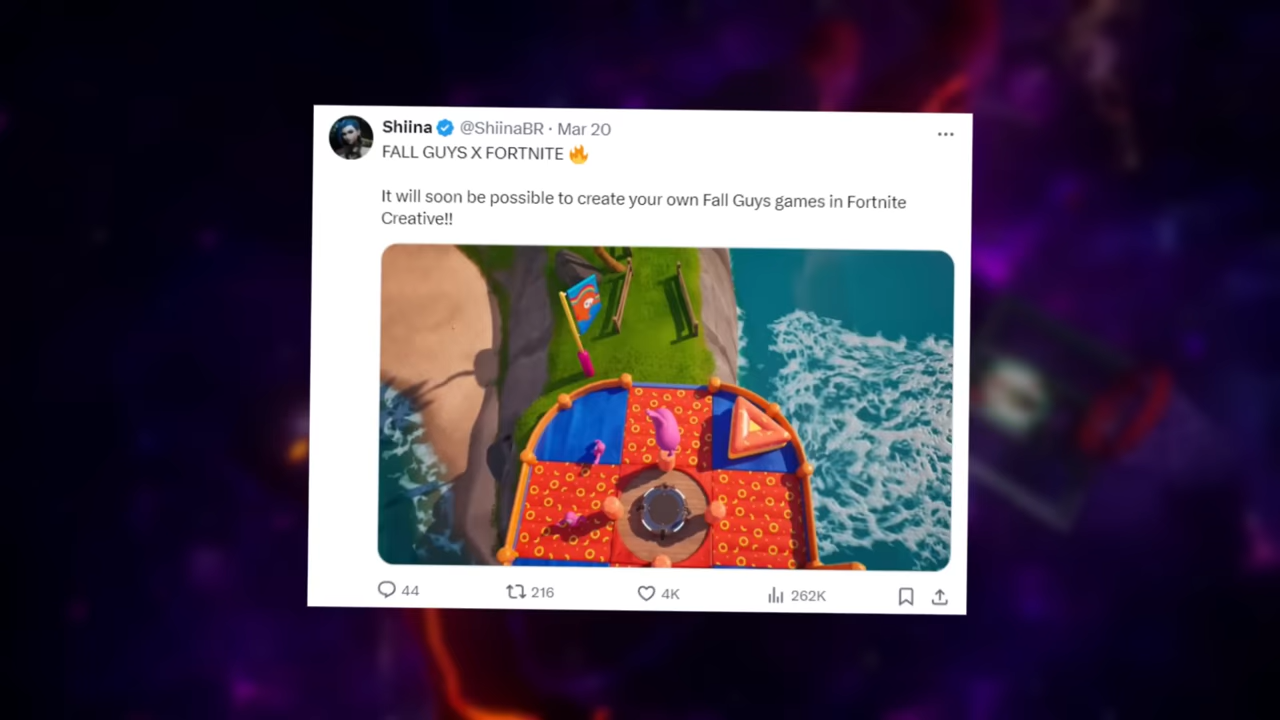 Shiina @ShiinaBR · Mar 20
FALL GUYS X FORTNITE 🔥
It will soon be possible to create your own Fall Guys games in Fortnite
Creative!!
44 216 4K 262K